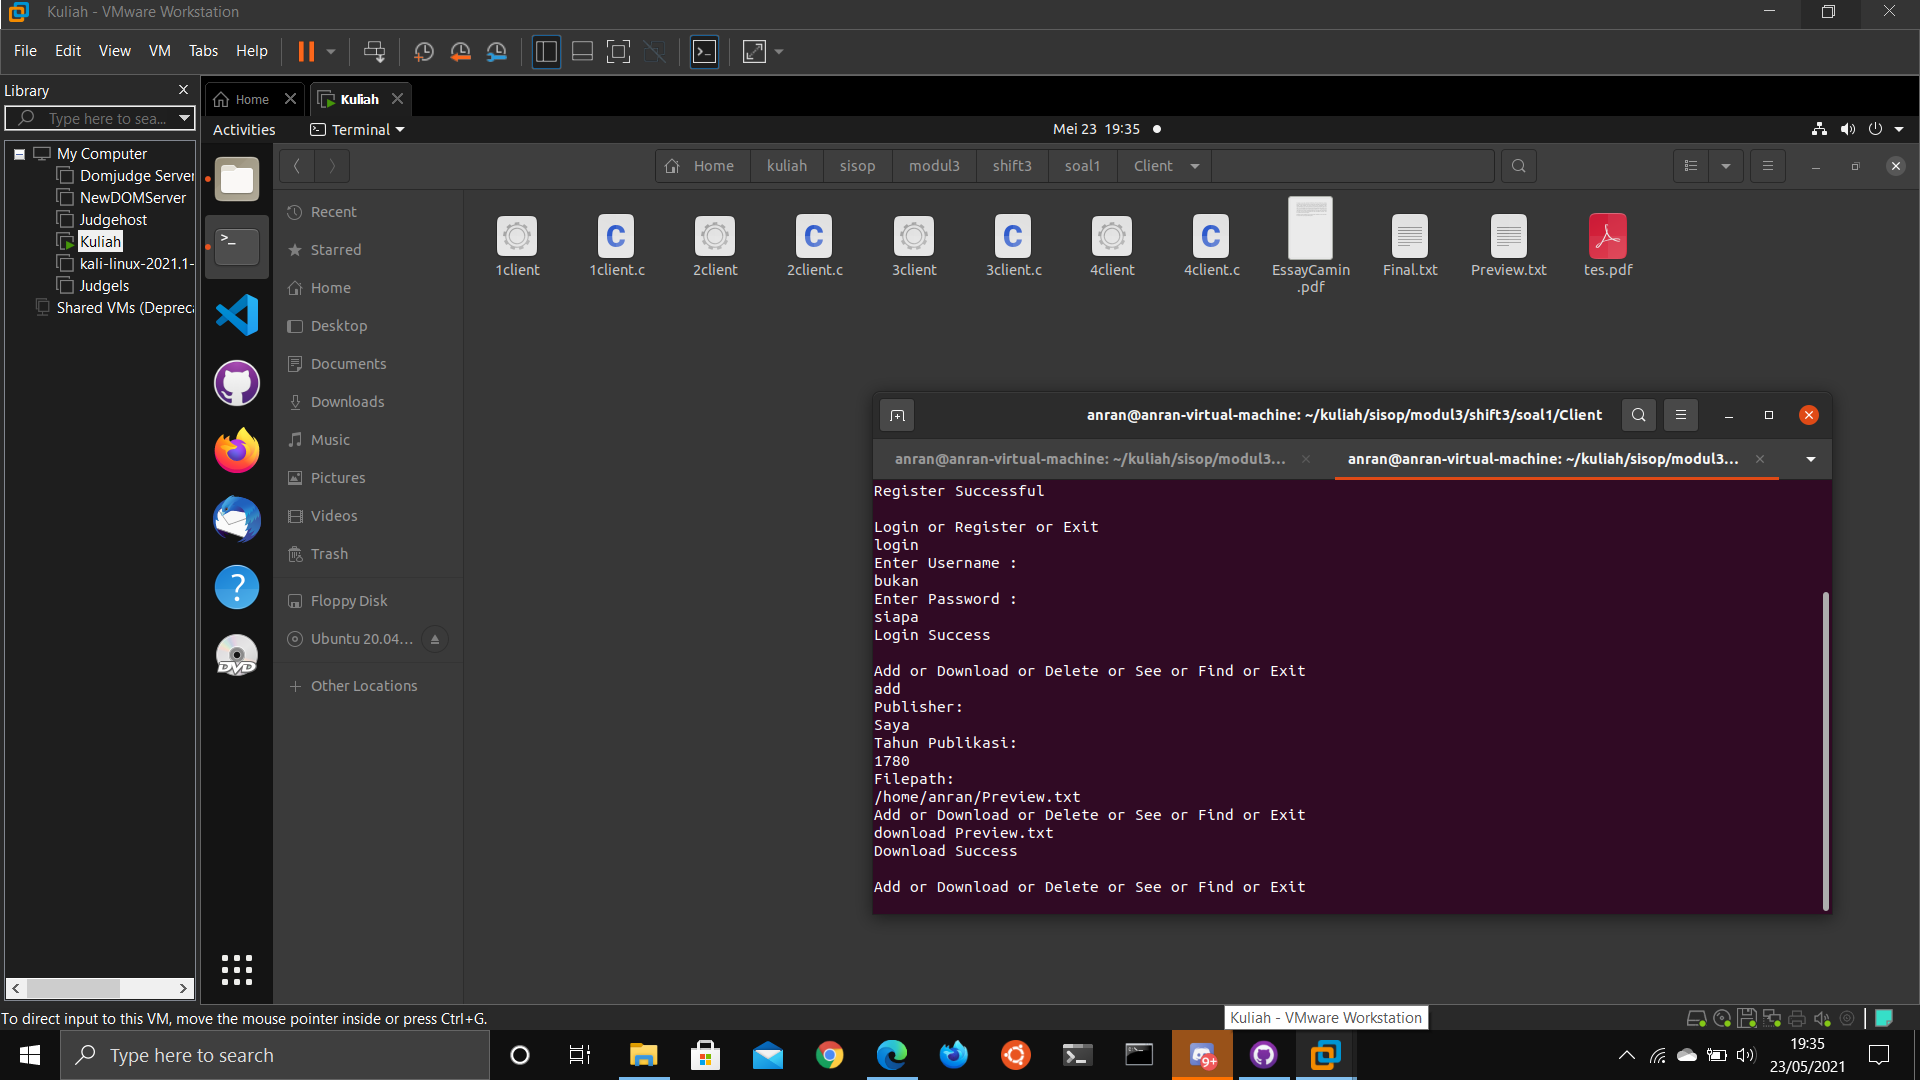 Kuliah - VMware Workstation
File Edit View VM Tabs Help
Library
Type here to sea...
My Computer
Domjudge Server
NewDOMServer
Judgehost
Kuliah
kali-linux-2021.1-
Judgels
Shared VMs (Depreca
Home
Kuliah
Activities
Terminal
Mei 23 19:35
Home kuliah sisop modul3 shift3 soal1 Client
Recent
Starred
Home
Desktop
Documents
Downloads
Music
Pictures
Videos
Trash
Floppy Disk
Ubuntu 20.04...
Other Locations
1client
1client.c
2client
2client.c
3client
3client.c
4client
4client.c
EssayCamin
.pdf
Final.txt
Preview.txt
tes.pdf
anran@anran-virtual-machine: ~/kuliah/sisop/modul3/shift3/soal1/Client
anran@anran-virtual-machine: ~/kuliah/sisop/modul3...
anran@anran-virtual-machine: ~/kuliah/sisop/modul3...
Register Successful
Login or Register or Exit
login
Enter Username :
bukan
Enter Password :
siapa
Login Success
Add or Download or Delete or See or Find or Exit
add
Publisher:
Saya
Tahun Publikasi:
1780
Filepath:
/home/anran/Preview.txt
Add or Download or Delete or See or Find or Exit
download Preview.txt
Download Success
Add or Download or Delete or See or Find or Exit
DVD
To direct input to this VM, move the mouse pointer inside or press Ctrl+G.
Kuliah - VMware Workstation
Type here to search
9+
19:35
23/05/2021